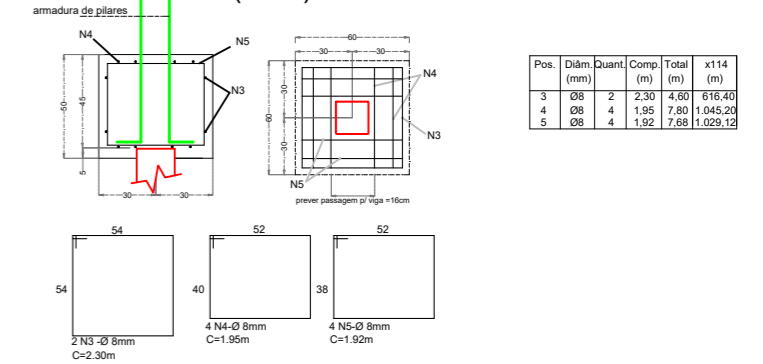 armadura de pilares
N4
N5
N3
50
45
5
30
30
60
30
30
60
30
30
N4
N3
N5
prever passagem p/ viga =16cm
Pos. Diâm. Quant. Comp. Total x114
(mm) (m) (m) (m)
3 Ø8 2 2,30 4,60 616,40
4 Ø8 4 1,95 7,80 1.045,20
5 Ø8 4 1,92 7,68 1.029,12
54
54
2 N3 -Ø 8mm
C=2.30m
52
40
4 N4-Ø 8mm
C=1.95m
52
38
4 N5-Ø 8mm
C=1.92m